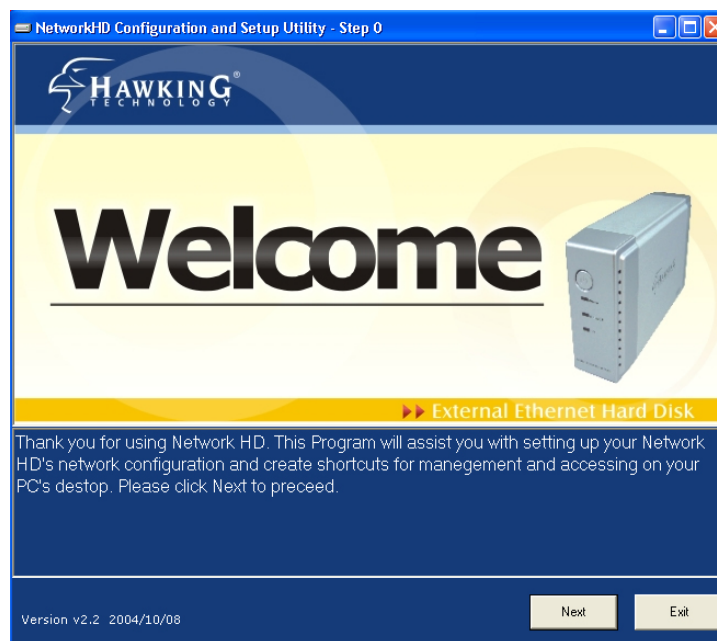 NetworkHD Configuration and Setup Utility - Step 0
HAWKING®
TECHNOLOGY
Welcome
External Ethernet Hard Disk
Thank you for using Network HD. This Program will assist you with setting up your Network
HD's network configuration and create shortcuts for manegement and accessing on your
PC's destop. Please click Next to preceed.
Version v2.2 2004/10/08
Next
Exit